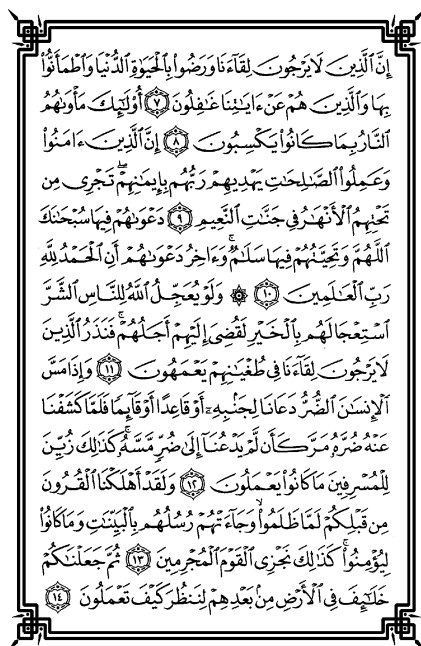 إِنَّ ٱلَّذِينَ لَا يَرْجُونَ لِقَآءَنَا وَرَضُوا۟ بِٱلْحَيَوٰةِ ٱلدُّنْيَا وَٱطْمَأَنُّوا۟
بِهَا وَٱلَّذِينَ هُمْ عَنْ ءَايَـٰتِنَا غَـٰفِلُونَ ٧ أُو۟لَـٰٓئِكَ مَأْوَىٰهُمُ
ٱلنَّارُ بِمَا كَانُوا۟ يَكْسِبُونَ ٨ إِنَّ ٱلَّذِينَ ءَامَنُوا۟
وَعَمِلُوا۟ ٱلصَّـٰلِحَـٰتِ يَهْدِيهِمْ رَبُّهُم بِإِيمَـٰنِهِمْ ۖ تَجْرِى مِن
تَحْتِهِمُ ٱلْأَنْهَـٰرُ فِى جَنَّـٰتِ ٱلنَّعِيمِ ٩ دَعْوَىٰهُمْ فِيهَا سُبْحَـٰنَكَ
ٱللَّهُمَّ وَتَحِيَّتُهُمْ فِيهَا سَلَـٰمٌ ۚ وَءَاخِرُ دَعْوَىٰهُمْ أَنِ ٱلْحَمْدُ لِلَّهِ
رَبِّ ٱلْعَـٰلَمِينَ ١٠ ۞ وَلَوْ يُعَجِّلُ ٱللَّهُ لِلنَّاسِ ٱلشَّرَّ
ٱسْتِعْجَالَهُم بِٱلْخَيْرِ لَقُضِىَ إِلَيْهِمْ أَجَلُهُمْ ۖ فَنَذَرُ ٱلَّذِينَ
لَا يَرْجُونَ لِقَآءَنَا فِى طُغْيَـٰنِهِمْ يَعْمَهُونَ ١١ وَإِذَا مَسَّ
ٱلْإِنسَـٰنَ ٱلضُّرُّ دَعَانَا لِجَنۢبِهِۦٓ أَوْ قَاعِدًا أَوْ قَآئِمًا فَلَمَّا كَشَفْنَا
عَنْهُ ضُرَّهُۥ مَرَّ كَأَن لَّمْ يَدْعُنَآ إِلَىٰ ضُرٍّ مَّسَّهُۥ ۚ كَذَٰلِكَ زُيِّنَ
لِلْمُسْرِفِينَ مَا كَانُوا۟ يَعْمَلُونَ ١٢ وَلَقَدْ أَهْلَكْنَا ٱلْقُرُونَ
مِن قَبْلِكُمْ لَمَّا ظَلَمُوا۟ ۙ وَجَآءَتْهُمْ رُسُلُهُم بِٱلْبَيِّنَـٰتِ وَمَا كَانُوا۟
لِيُؤْمِنُوا۟ ۚ كَذَٰلِكَ نَجْزِى ٱلْقَوْمَ ٱلْمُجْرِمِينَ ١٣ ثُمَّ جَعَلْنَـٰكُمْ
خَلَـٰٓئِفَ فِى ٱلْأَرْضِ مِنۢ بَعْدِهِمْ لِنَنظُرَ كَيْفَ تَعْمَلُونَ ١٤